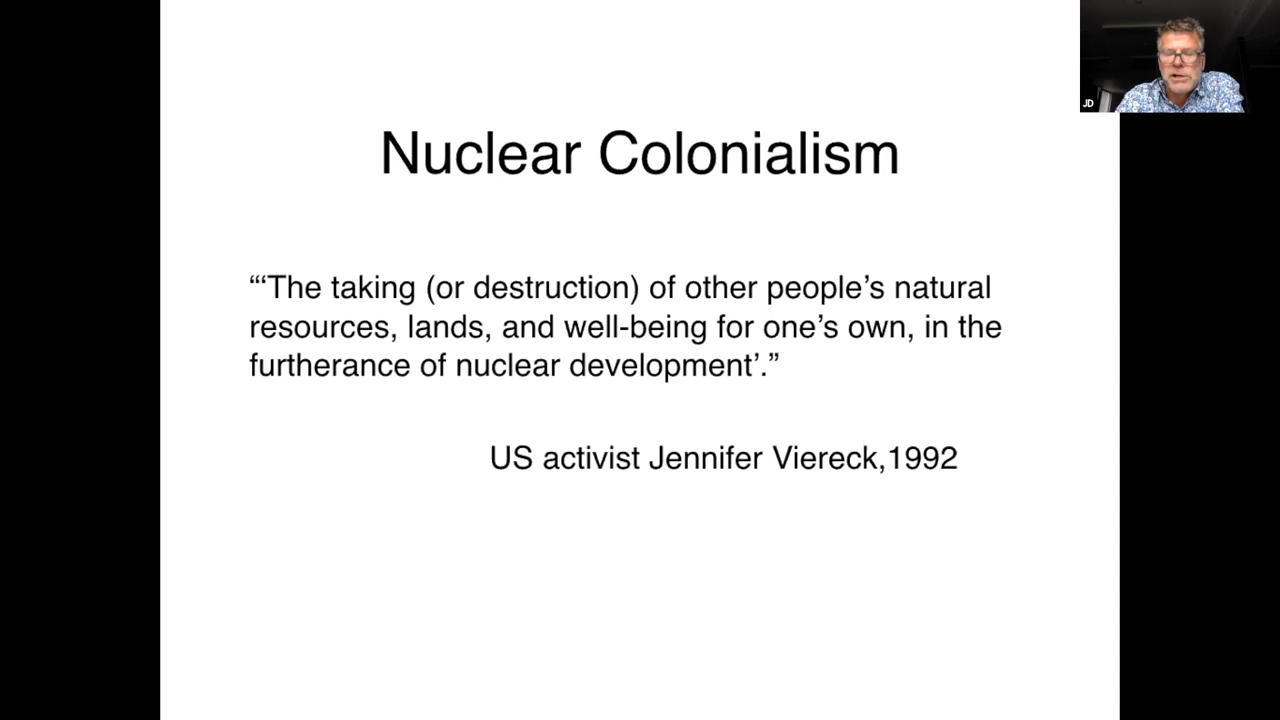 Nuclear Colonialism
“‘The taking (or destruction) of other people’s natural
resources, lands, and well-being for one’s own, in the
furtherance of nuclear development’.”
US activist Jennifer Viereck,1992
JD